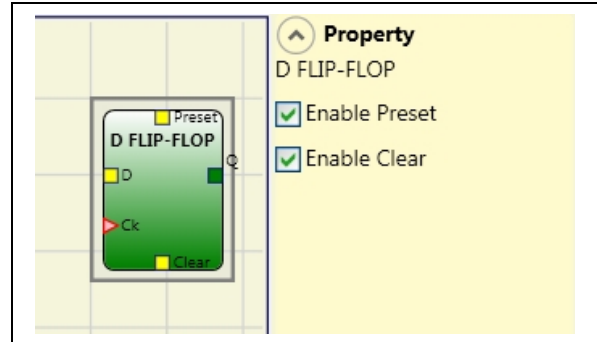 Property
D FLIP-FLOP
Enable Preset
Enable Clear
Preset
D FLIP-FLOP
Q
D
Ck
Clear